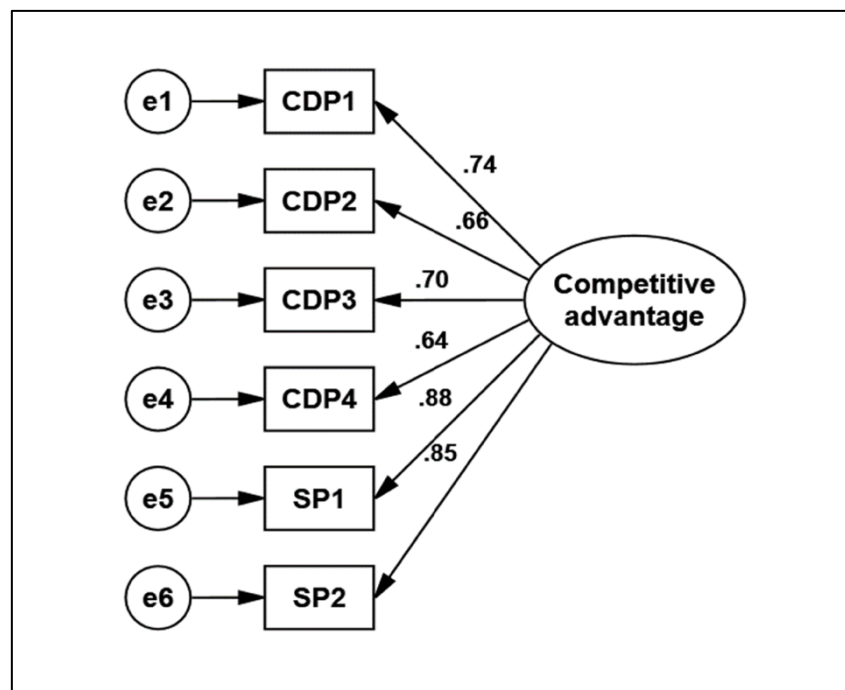 e1 CDP1
.74
e2 CDP2
.66
e3 CDP3
.70
Competitive
advantage
.64
e4 CDP4
.88
.85
e5 SP1
e6 SP2